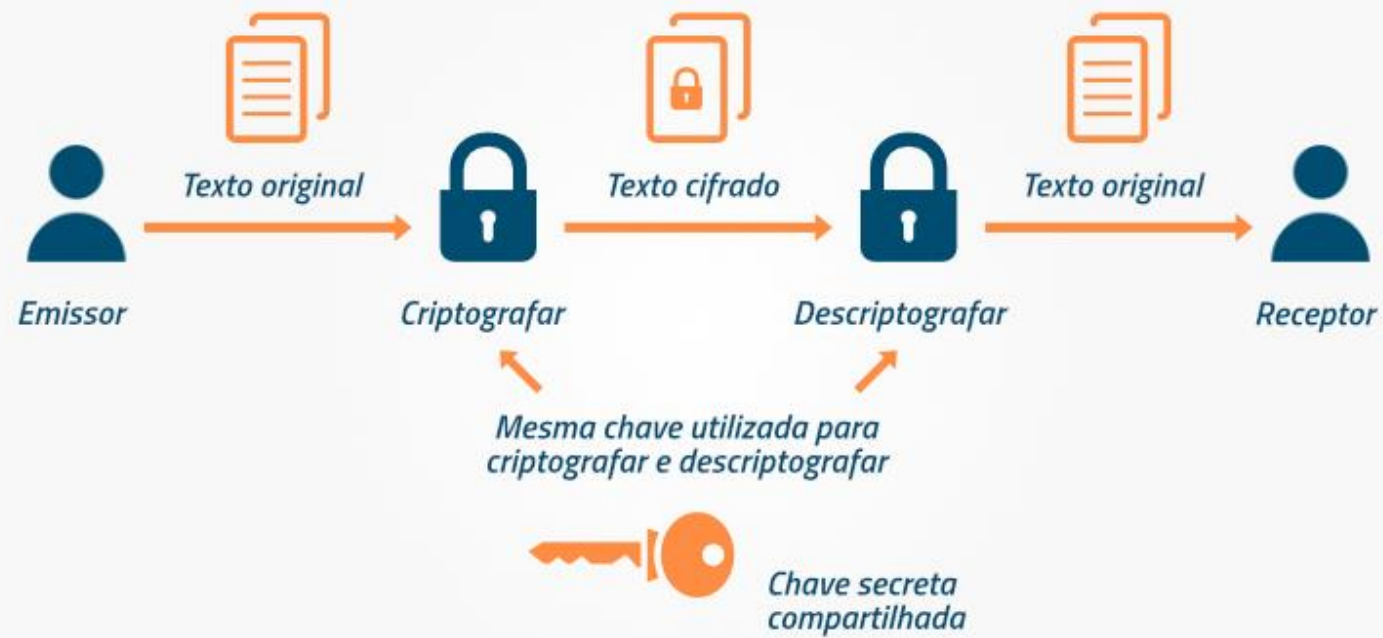 Texto original
Texto cifrado
Texto original
Emissor
Criptografar
Descriptografar
Receptor
Mesma chave utilizada para
criptografar e descriptografar
Chave secreta
compartilhada